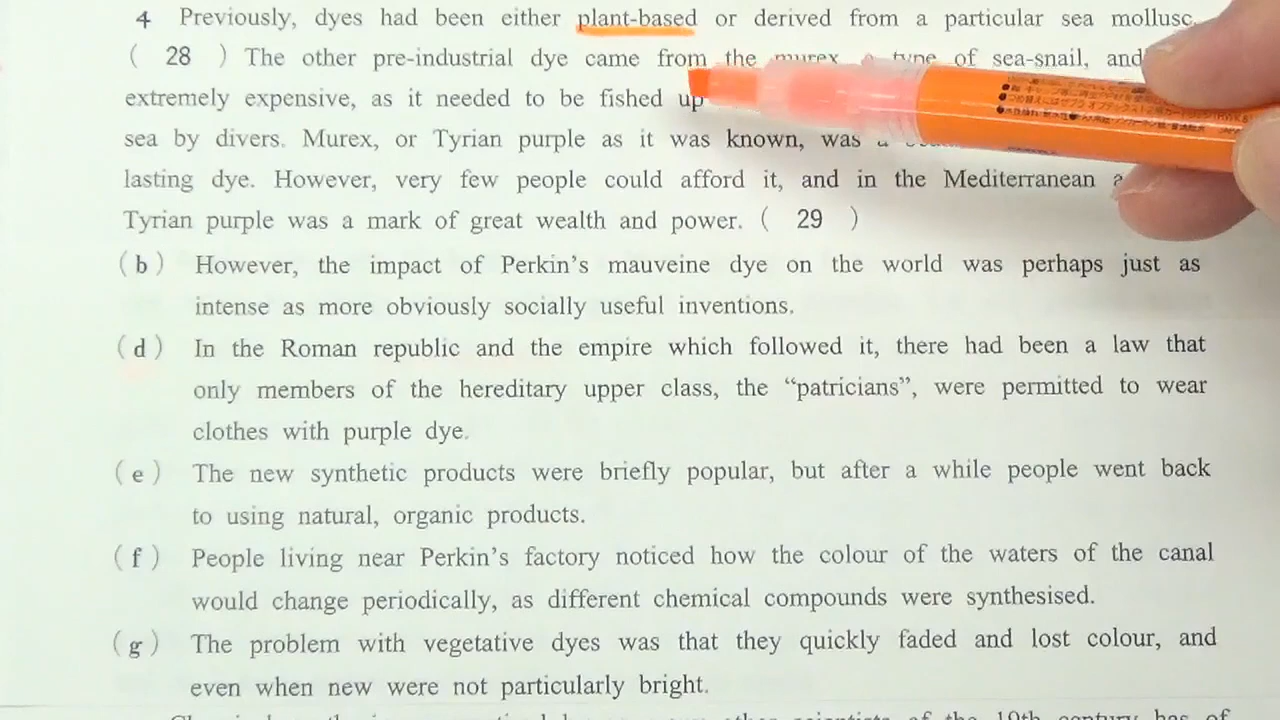 4 Previously, dyes had been either plant-based or derived from a particular sea mollusc.
( 28 ) The other pre-industrial dye came from the murex, a type of sea-snail, and
extremely expensive, as it needed to be fished up
sea by divers. Murex, or Tyrian purple as it was known, was a
lasting dye. However, very few people could afford it, and in the Mediterranean
Tyrian purple was a mark of great wealth and power. ( 29 )
(b) However, the impact of Perkin's mauveine dye on the world was perhaps just as
intense as more obviously socially useful inventions.
(d) In the Roman republic and the empire which followed it, there had been a law that
only members of the hereditary upper class, the “patricians”, were permitted to wear
clothes with purple dye.
(e) The new synthetic products were briefly popular, but after a while people went back
to using natural, organic products.
(f) People living near Perkin's factory noticed how the colour of the waters of the canal
would change periodically, as different chemical compounds were synthesised.
(g) The problem with vegetative dyes was that they quickly faded and lost colour, and
even when new were not particularly bright.
of the 19th century has of